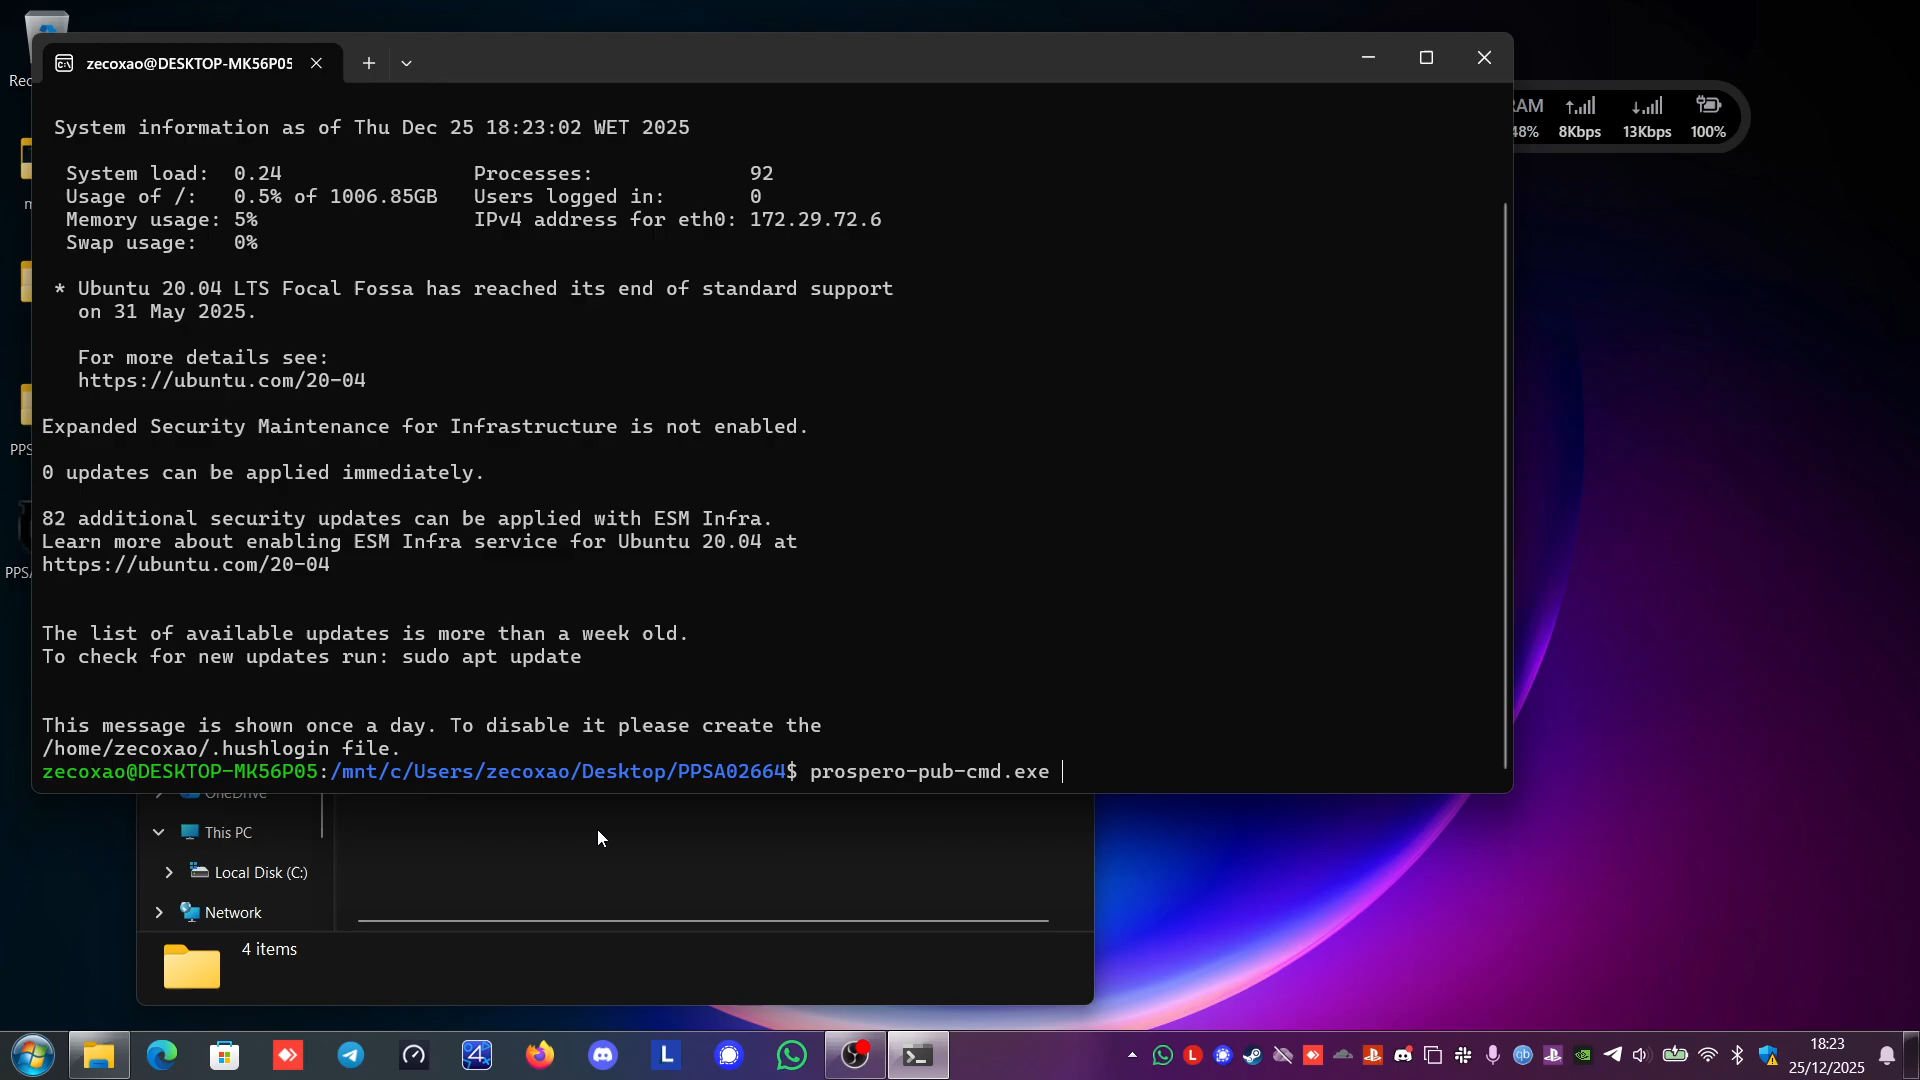 Rec
zecoxao@DESKTOP-MK56P05
System information as of Thu Dec 25 18:23:02 WET 2025
System load: 0.24 Processes: 92
Usage of /: 0.5% of 1006.85GB Users logged in: 0
Memory usage: 5% IPv4 address for eth0: 172.29.72.6
Swap usage: 0%
* Ubuntu 20.04 LTS Focal Fossa has reached its end of standard support
on 31 May 2025.
For more details see:
https://ubuntu.com/20-04
Expanded Security Maintenance for Infrastructure is not enabled.
0 updates can be applied immediately.
82 additional security updates can be applied with ESM Infra.
Learn more about enabling ESM Infra service for Ubuntu 20.04 at
https://ubuntu.com/20-04
The list of available updates is more than a week old.
To check for new updates run: sudo apt update
This message is shown once a day. To disable it please create the
/home/zecoxao/.hushlogin file.
zecoxao@DESKTOP-MK56P05:/mnt/c/Users/zecoxao/Desktop/PPSA02664$ prospero-pub-cmd.exe
RAM
48% 8Kbps 13Kbps 100%
PPS
PPSA
OneDrive
This PC
Local Disk (C:)
Network
4 items
18:23
25/12/2025